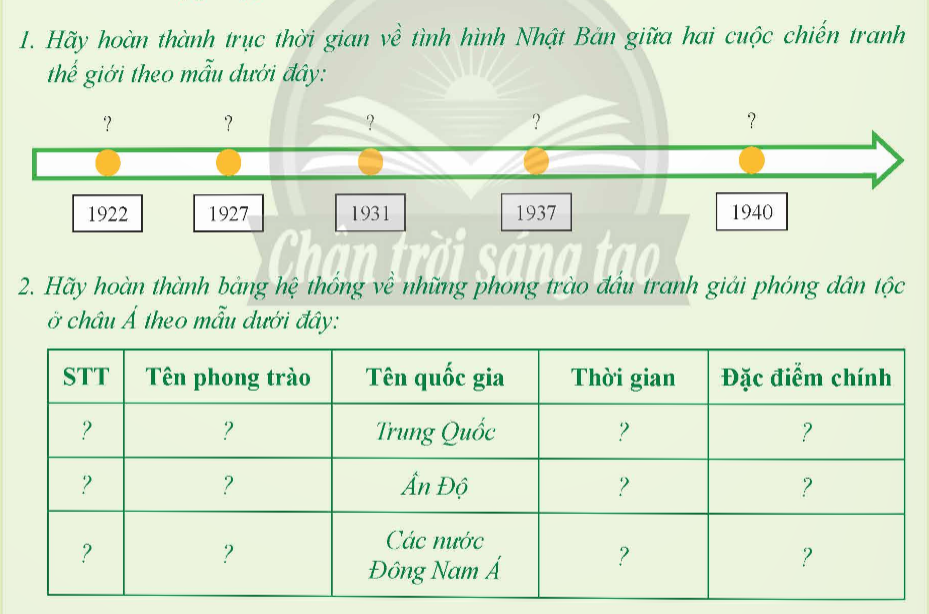 1. Hãy hoàn thành trục thời gian về tình hình Nhật Bản giữa hai cuộc chiến tranh
thế giới theo mẫu dưới đây:
? ? ? ? ?
1922 1927 1931 1937 1940
Chân trời sáng tạo
2. Hãy hoàn thành bảng hệ thống về những phong trào đấu tranh giải phóng dân tộc
ở châu Á theo mẫu dưới đây:
STT Tên phong trào Tên quốc gia Thời gian Đặc điểm chính
? ? Trung Quốc ? ?
? ? Ấn Độ ? ?
? ? Các nước
Đông Nam Á ? ?